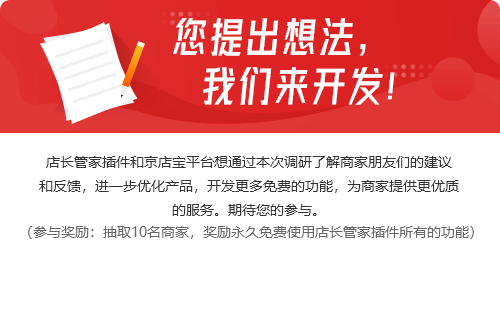 您提出想法，
我们来开发！
店长管家插件和京店宝平台想通过本次调研了解商家朋友们的建议
和反馈，进一步优化产品，开发更多免费的功能，为商家提供更优质
的服务。期待您的参与。
（参与奖励：抽取10名商家，奖励永久免费使用店长管家插件所有的功能）